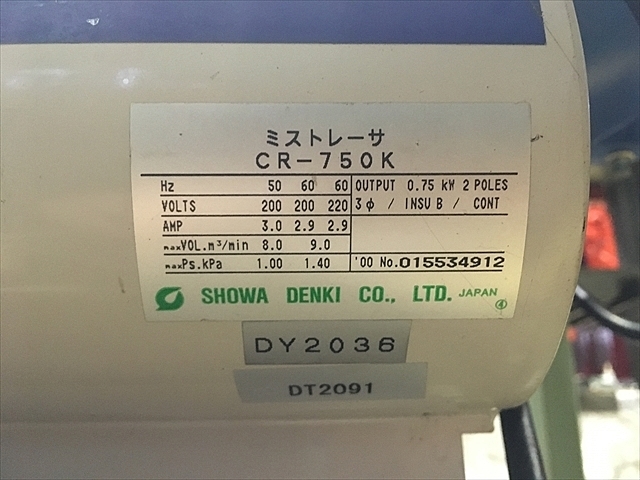 ミストレーサ
CR-750K
Hz 50 60 60 OUTPUT 0.75 kW 2 POLES
VOLTS 200 200 220 3φ / INSU B / CONT
AMP 3.0 2.9 2.9
maxVOL.m³/min 8.0 9.0
maxPs.kPa 1.00 1.40 '00 No.015534912
SHOWA DENKI CO., LTD. JAPAN
④
DY2036
DT2091